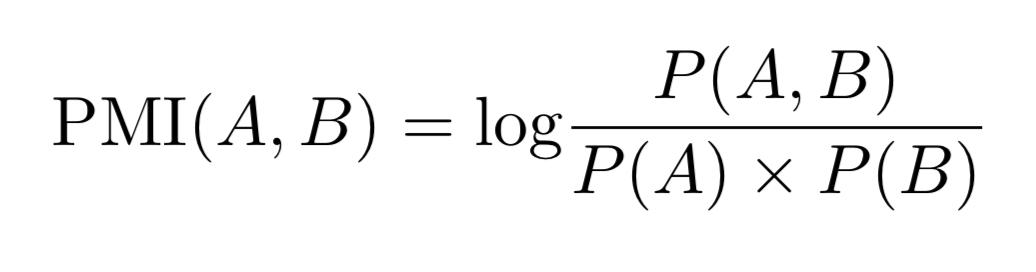 PMI(A, B) = log P(A, B) / P(A) × P(B)